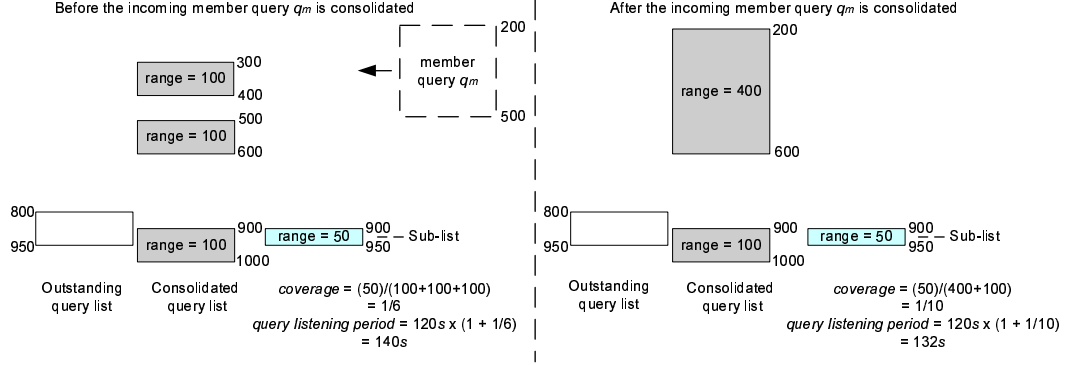 Before the incoming member query qm is consolidated
200
member
query qm
500
300
range = 100
400
500
range = 100
600
800
950
900
range = 100
1000
range = 50
900
950
Sub-list
Outstanding
query list
Consolidated
query list
coverage = (50)/(100+100+100)
= 1/6
query listening period = 120s x (1 + 1/6)
= 140s
After the incoming member query qm is consolidated
200
range = 400
600
800
950
900
range = 100
1000
range = 50
900
950
Sub-list
Outstanding
query list
Consolidated
query list
coverage = (50)/(400+100)
= 1/10
query listening period = 120s x (1 + 1/10)
= 132s